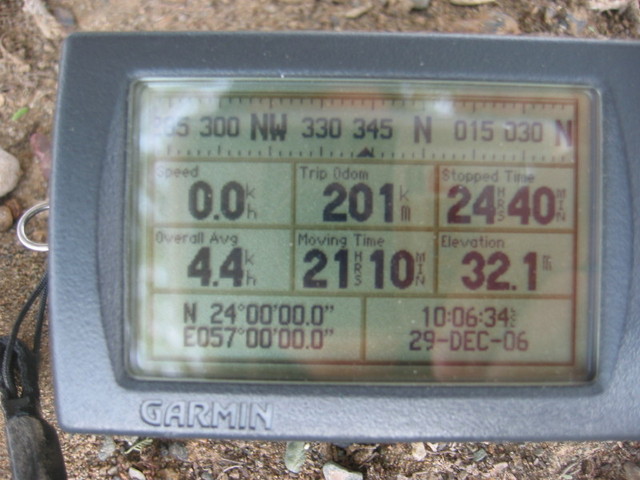 285 300 NW 330 345 N 015 030 N
Speed Trip Odom Stopped Time
0.0 k/h 201 km 24 HRS 40 MIN
Overall Avg Moving Time Elevation
4.4 k/h 21 HRS 10 MIN 32.1 m
N 24°00'00.0" 10:06:34
E057°00'00.0" 29-DEC-06
GARMIN